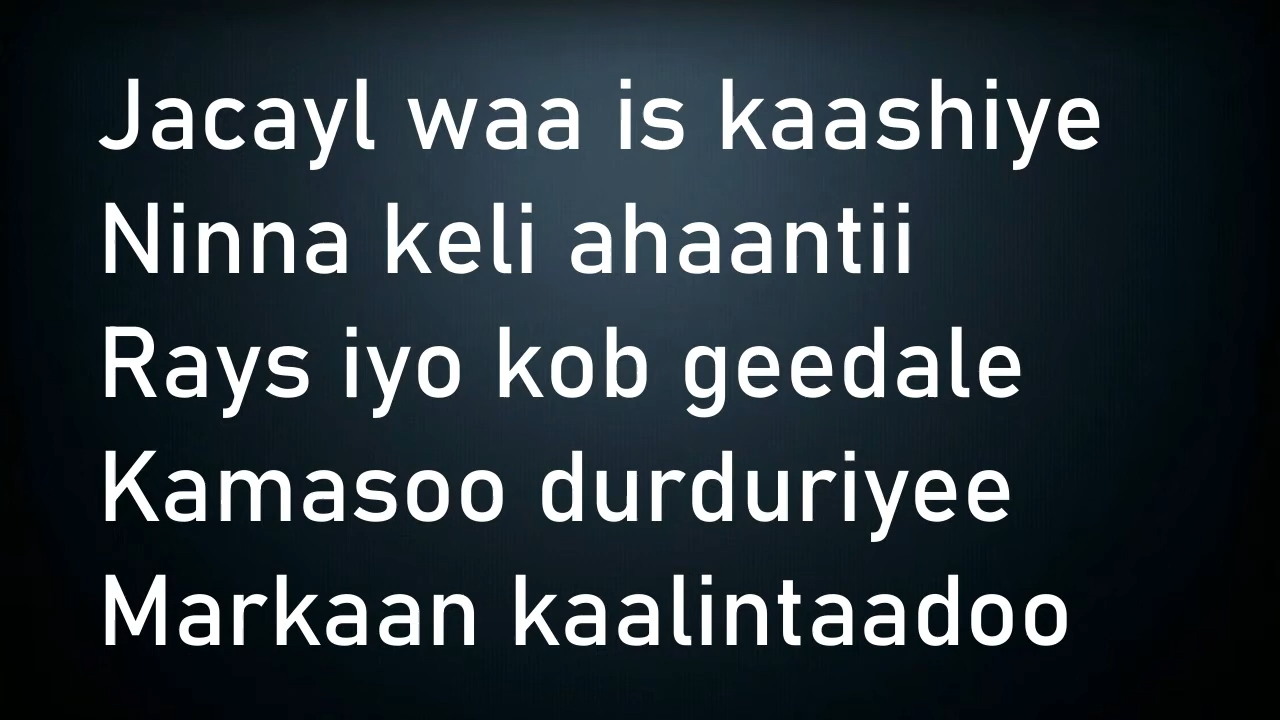 Jacayl waa is kaashiye
Ninna keli ahaantii
Rays iyo kob geedale
Kamasoo durduriyee
Markaan kaalintaadoo